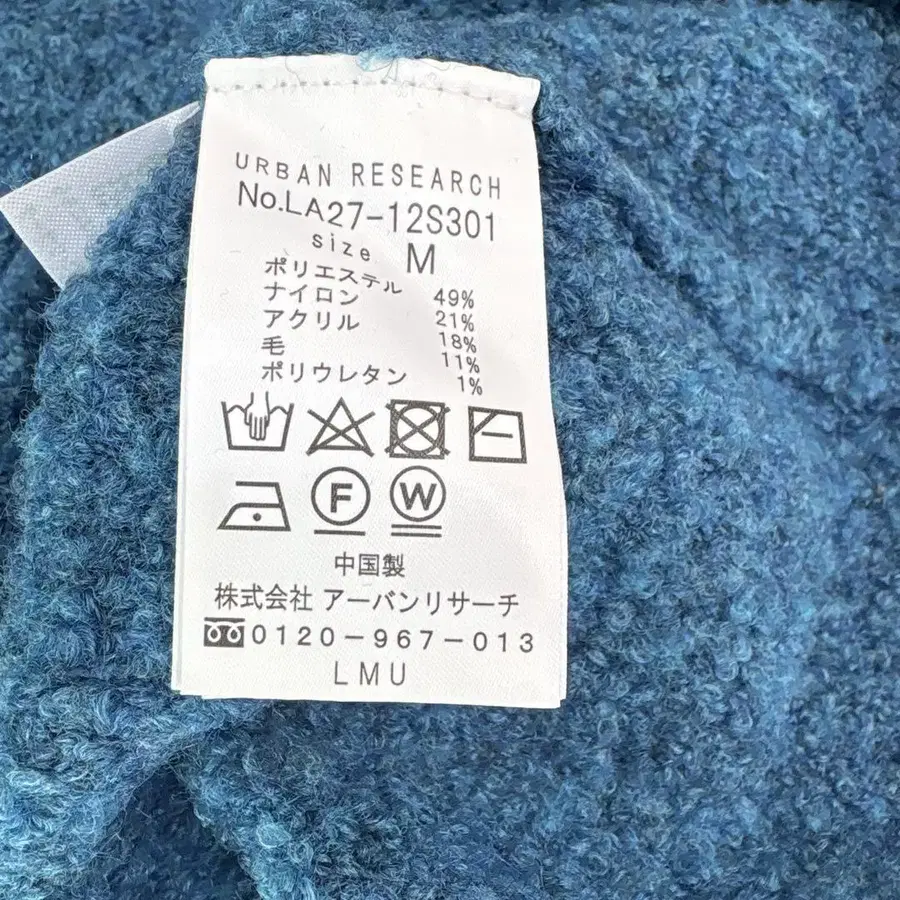 URBAN RESEARCH
No.LA27-12S301
size M
ポリエステル 49%
ナイロン 21%
アクリル 18%
毛 11%
ポリウレタン 1%
F W
中国製
株式会社 アーバンリサーチ
0120-967-013
LMU